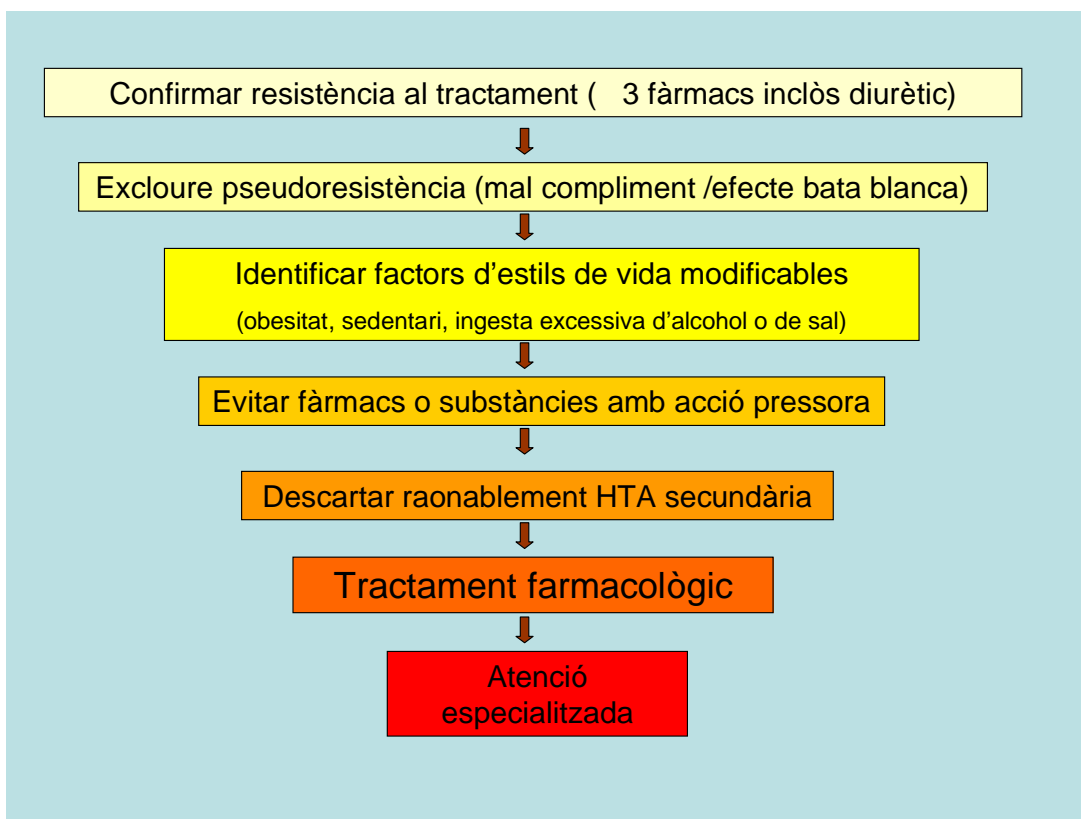 Confirmar resistència al tractament (   3 fàrmacs inclòs diurètic)
Excloure pseudoresistència (mal compliment /efecte bata blanca)
Identificar factors d'estils de vida modificables
(obesitat, sedentari, ingesta excessiva d'alcohol o de sal)
Evitar fàrmacs o substàncies amb acció pressora
Descartar raonablement HTA secundària
Tractament farmacològic
Atenció
especialitzada